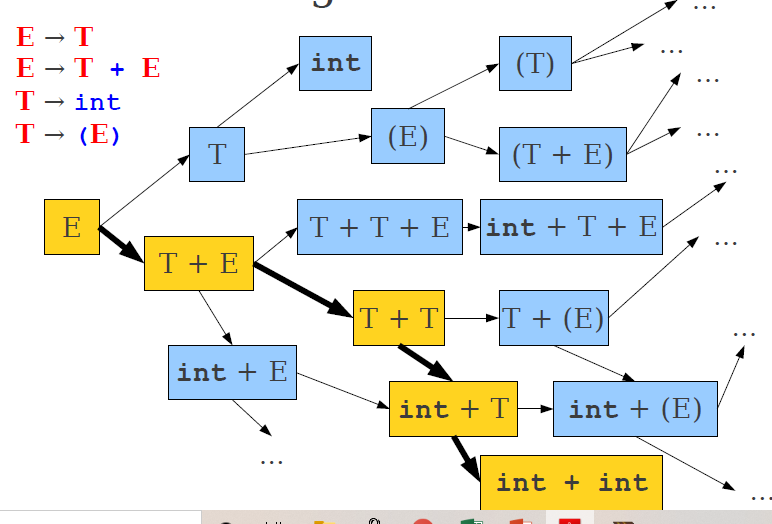 E → T
E → T + E
T → int
T → (E)
...
int
(T)
...
...
T
(E)
(T + E)
...
...
E
T + T + E
int + T + E
T + E
...
T + T
T + (E)
...
int + E
int + T
int + (E)
...
int + int
...